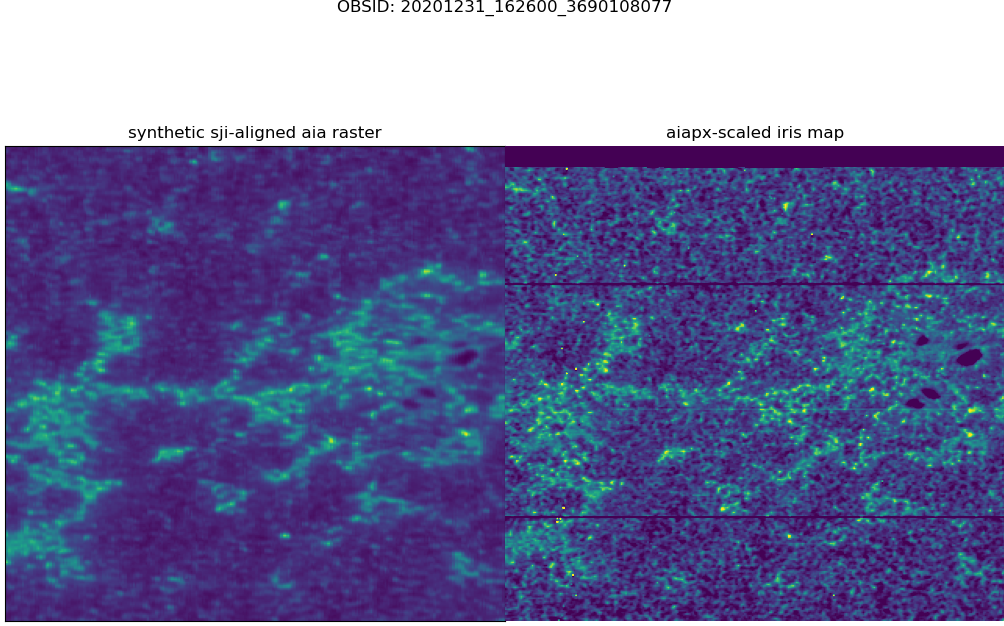 OBSID: 20201231_162600_3690108077
synthetic sji-aligned aia raster
aiapx-scaled iris map